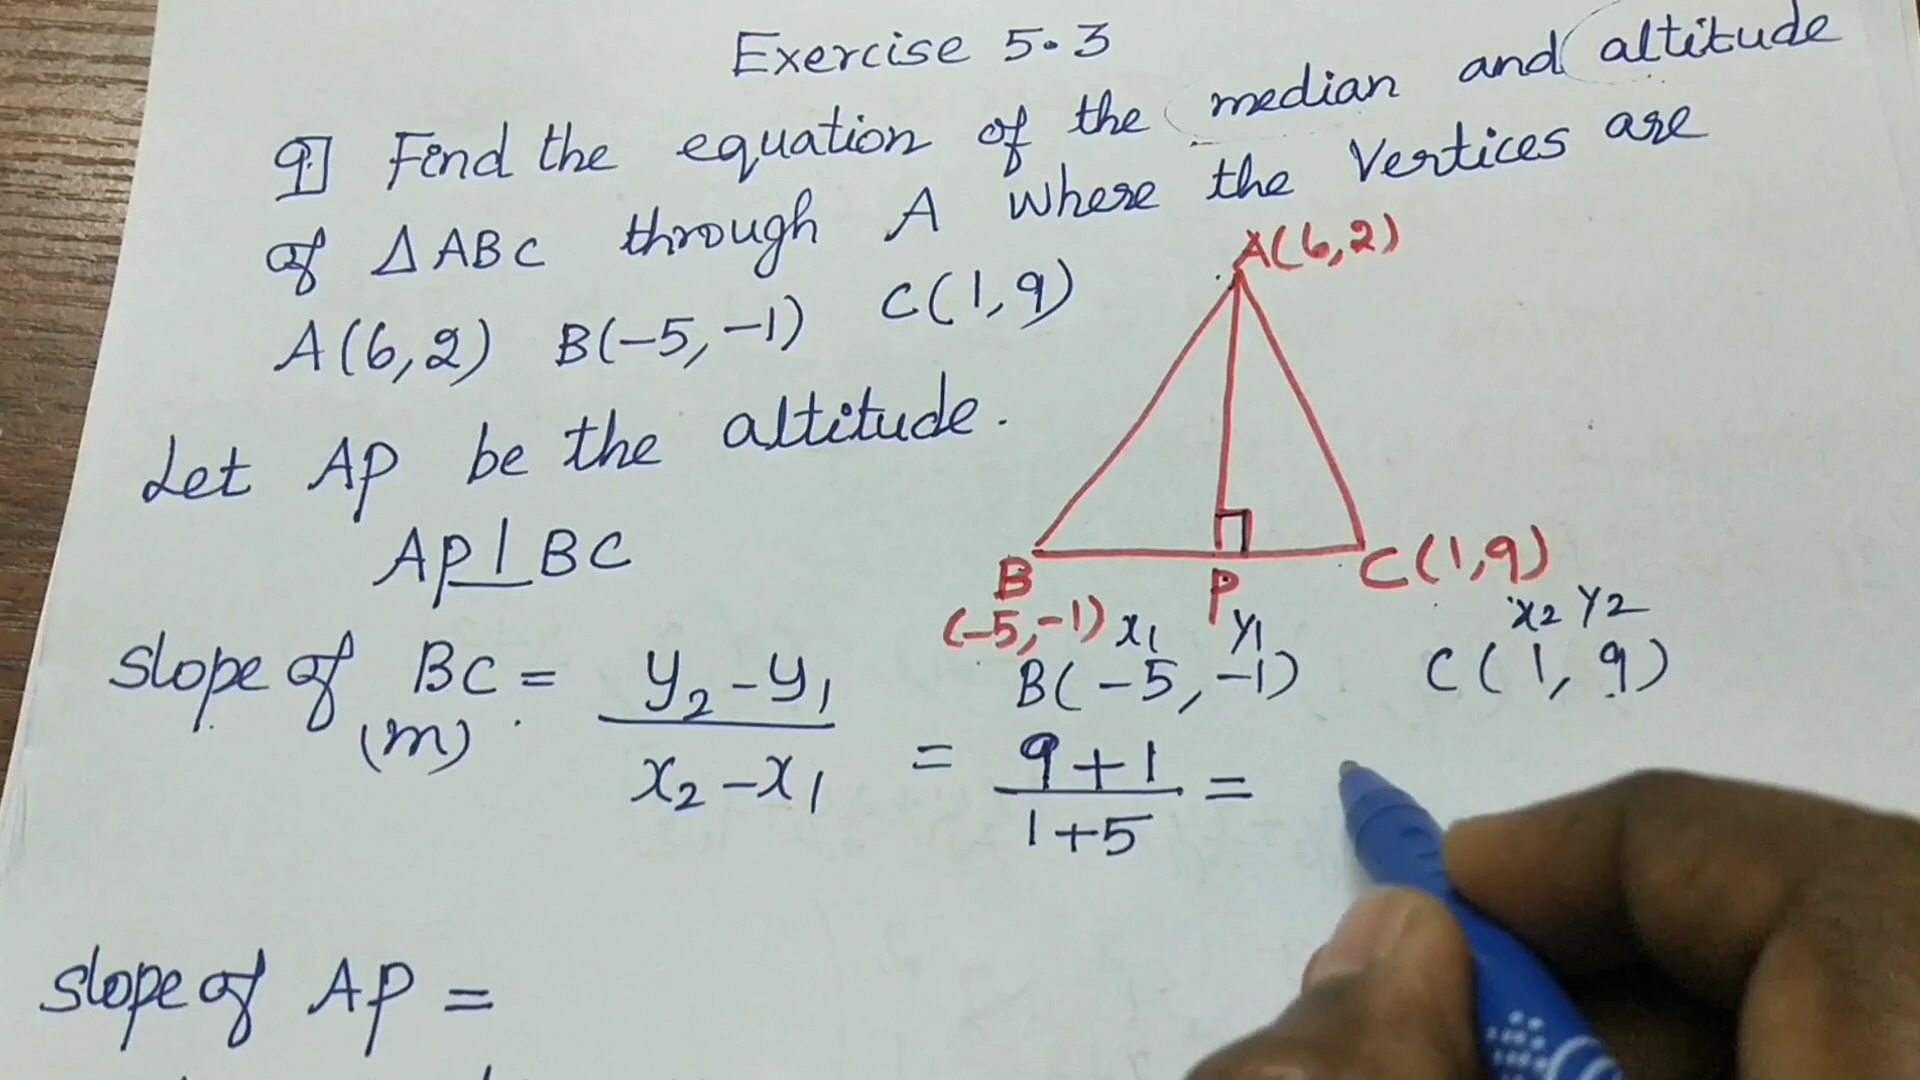 Exercise 5.3
9] Find the equation of the median and altitude
of △ABC through A where the vertices are
A(6,2) B(-5,-1) C(1,9)
A(6,2)
Let AP be the altitude.
AP⊥BC
B P C(1,9)
(-5,-1)
x1 y1 x2 y2
B(-5,-1) C(1,9)
slope of BC = y2-y1 / x2-x1 = 9+1 / 1+5 =
(m)
slope of AP =